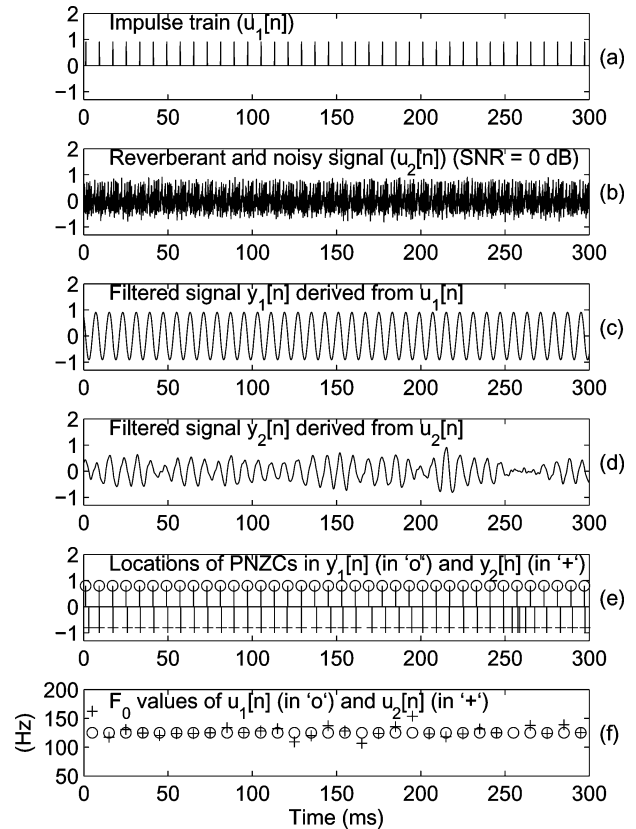 2 Impulse train (u1[n])
1
0
−1
(a)
0 50 100 150 200 250 300
2 Reverberant and noisy signal (u2[n]) (SNR = 0 dB)
1
0
−1
(b)
0 50 100 150 200 250 300
2 Filtered signal y1[n] derived from u1[n]
1
0
−1
(c)
0 50 100 150 200 250 300
2 Filtered signal y2[n] derived from u2[n]
1
0
−1
(d)
0 50 100 150 200 250 300
2 Locations of PNZCs in y1[n] (in ‘o‘) and y2[n] (in ‘+‘)
1
0
−1
(e)
0 50 100 150 200 250 300
200 F0 values of u1[n] (in ‘o‘) and u2[n] (in ‘+‘)
150
100
50
(Hz)
(f)
0 50 100 150 200 250 300
Time (ms)